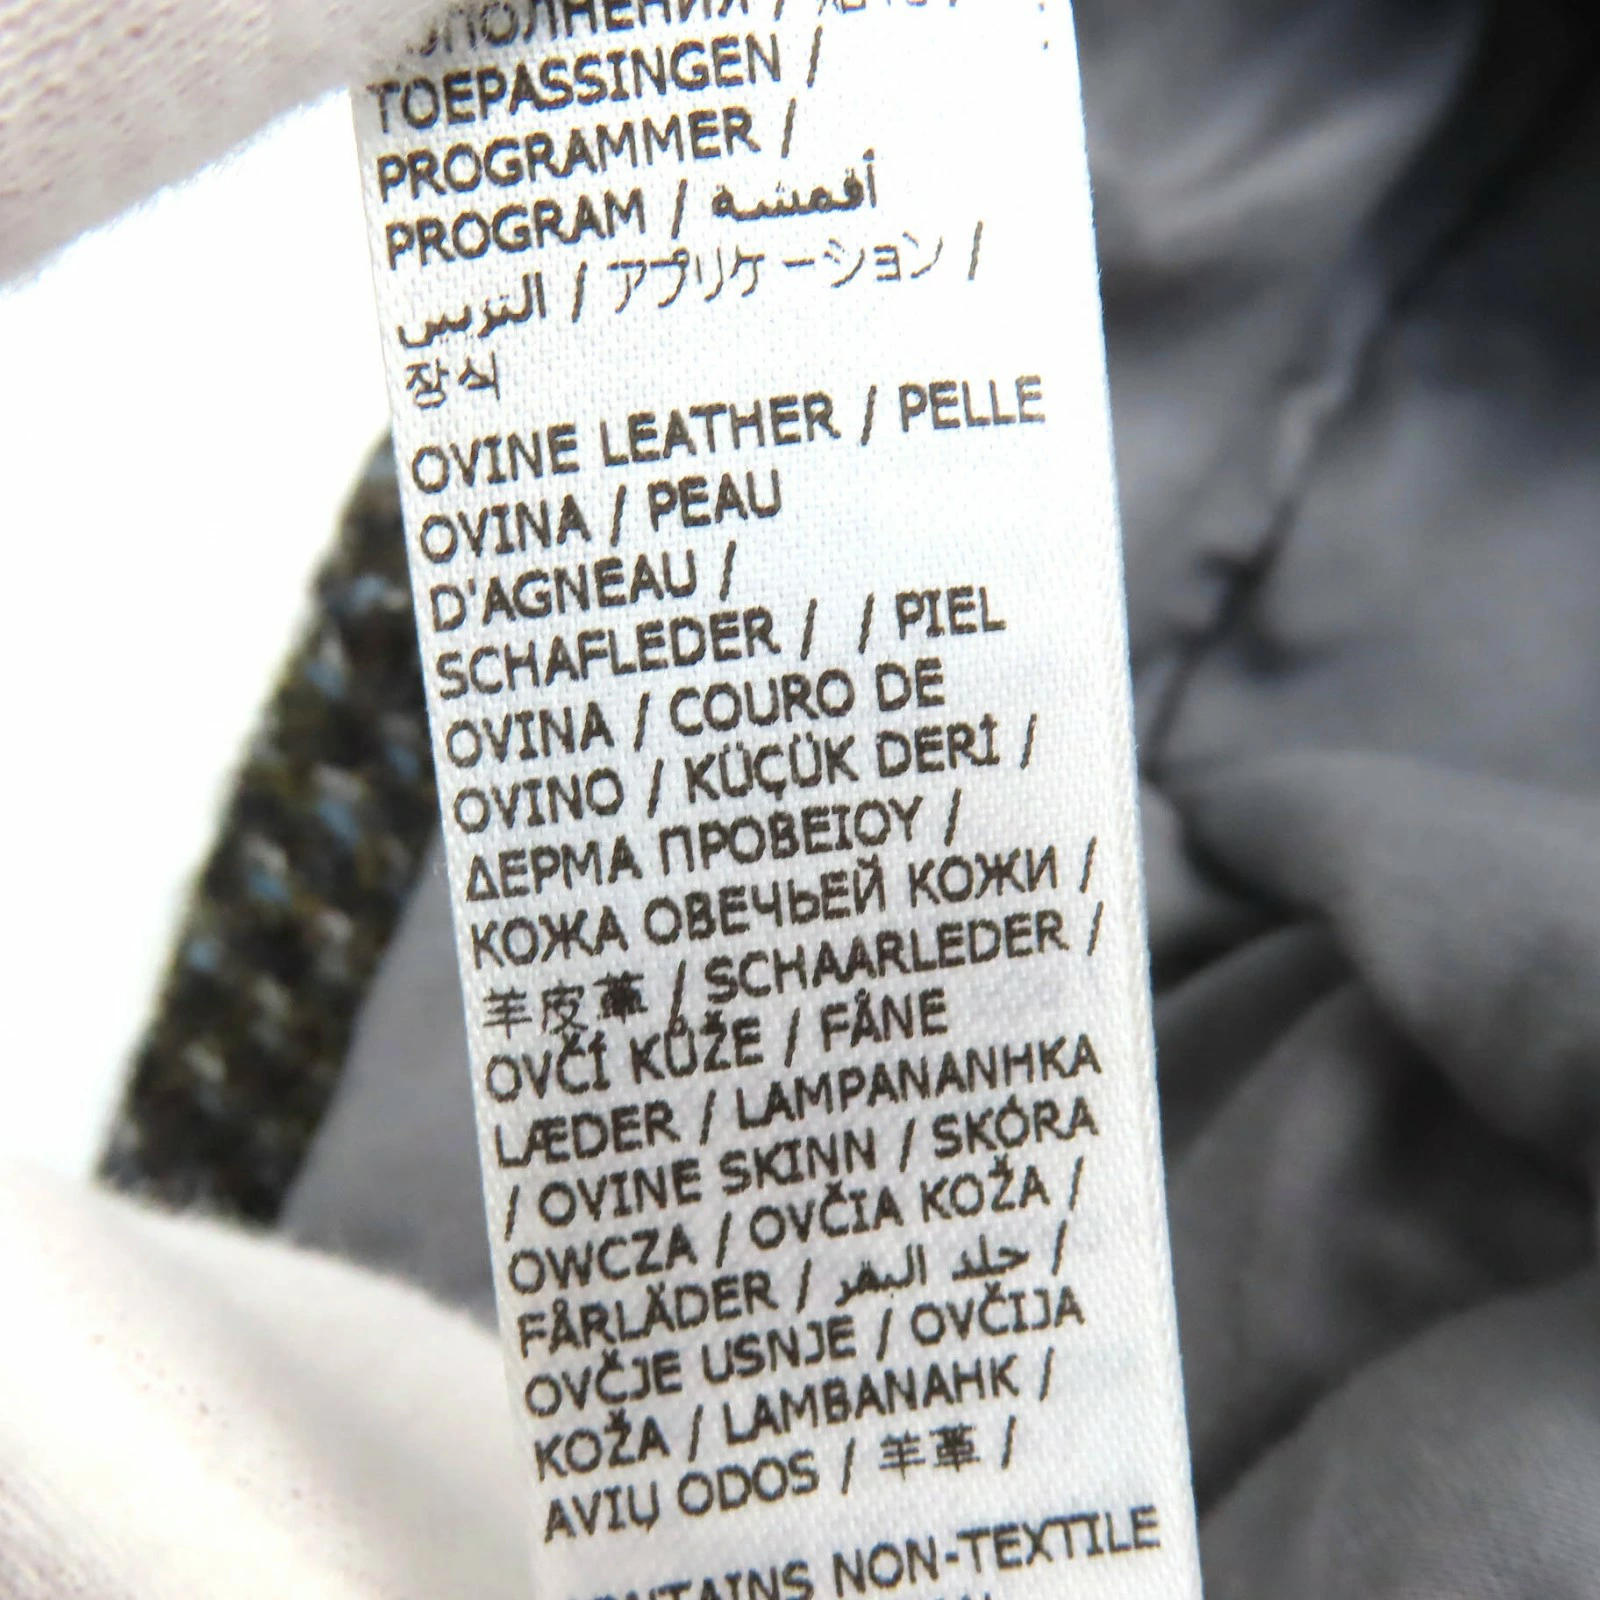 TOEPASSINGEN /
PROGRAMMER /
PROGRAM / أقمشة
التزيين / アプリケーション /
장식
OVINE LEATHER / PELLE
OVINA / PEAU
D'AGNEAU /
SCHAFLEDER / / PIEL
OVINA / COURO DE
OVINO / KÜÇÜK DERİ /
ΔΕΡΜΑ ΠΡΟΒΕΙΟΥ /
КОЖА ОВЕЧЬЕЙ КОЖИ /
羊皮革 / SCHAARLEDER /
OVČÍ KŮŽE / FÅNE
LÆDER / LAMPANANHKA
/ OVINE SKINN / SKÓRA
OWCZA / OVČIA KOŽA /
FÅRLÄDER / جلد البقر /
OVČJE USNJE / OVČIJA
KOŽA / LAMBANAHK /
AVIŲ ODOS / 羊革 /
NON-TEXTILE